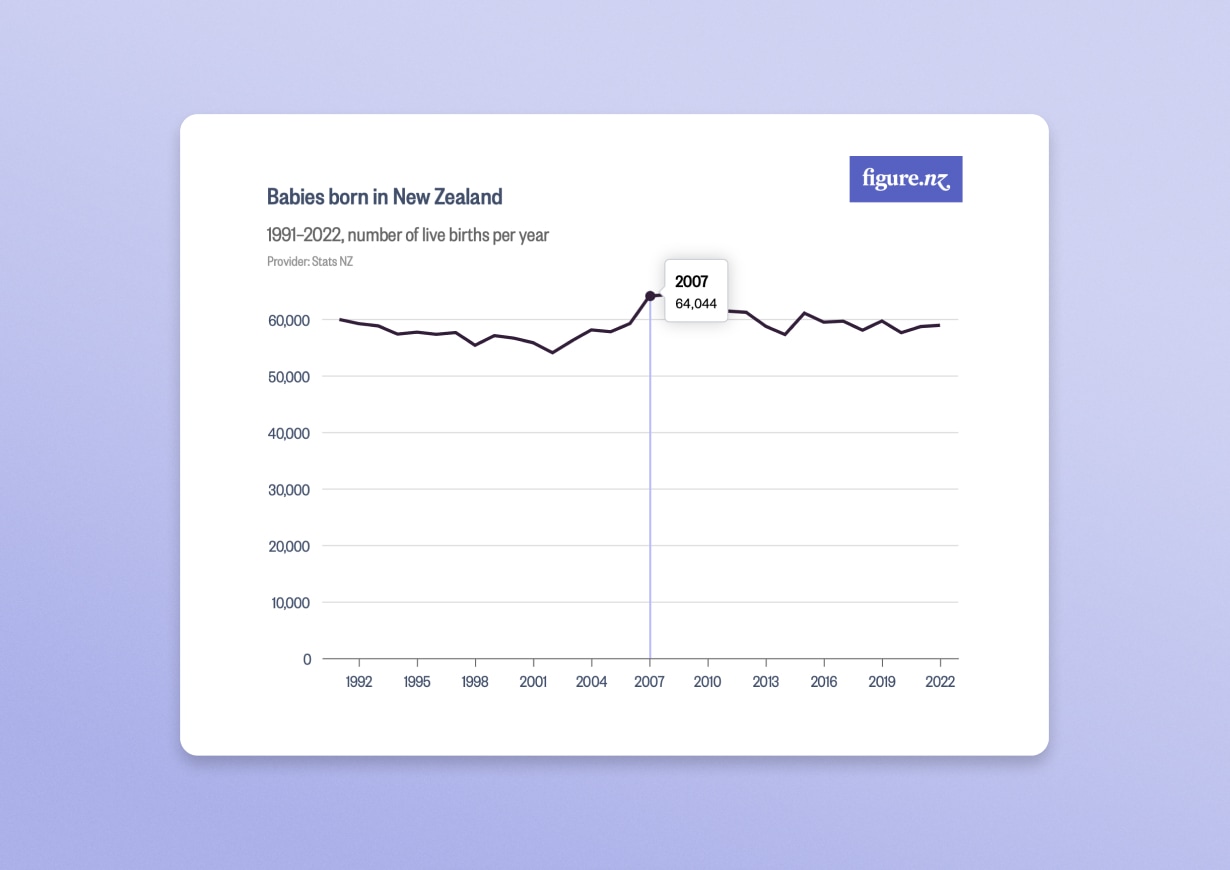 figure.nz
Babies born in New Zealand
1991–2022, number of live births per year
Provider: Stats NZ
2007
64,044
60,000
50,000
40,000
30,000
20,000
10,000
0
1992 1995 1998 2001 2004 2007 2010 2013 2016 2019 2022